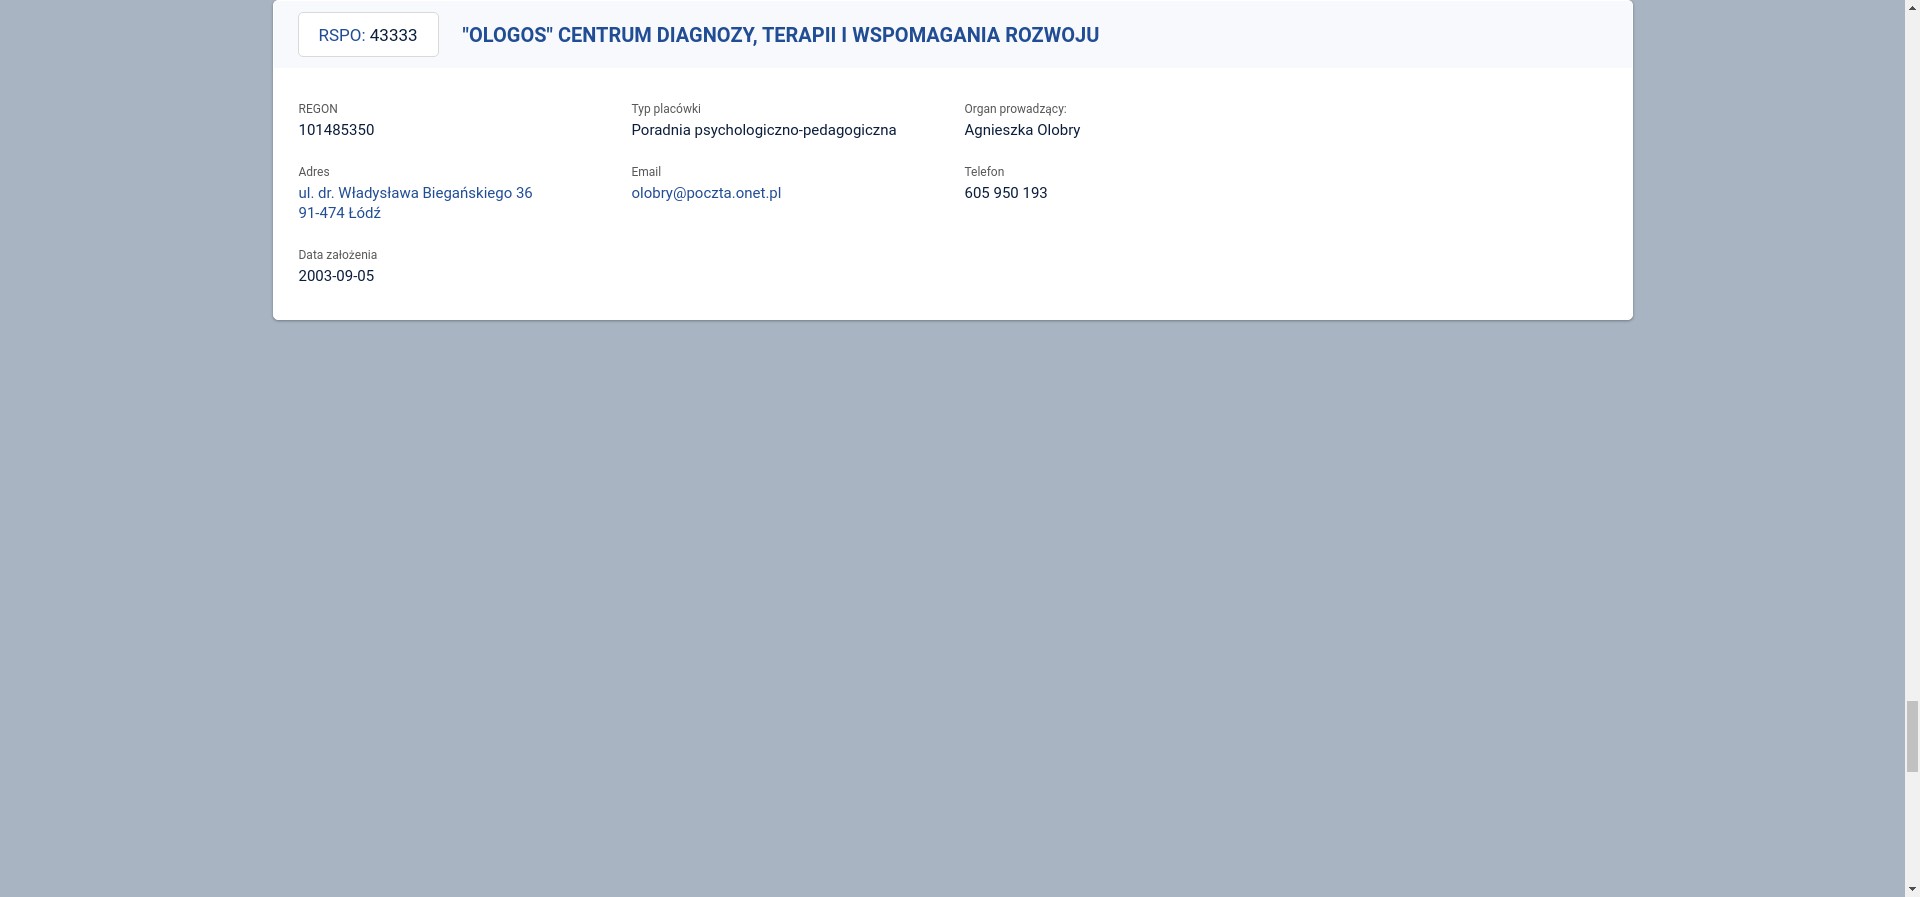 RSPO: 43333
"OLOGOS" CENTRUM DIAGNOZY, TERAPII I WSPOMAGANIA ROZWOJU
REGON
101485350
Typ placówki
Poradnia psychologiczno-pedagogiczna
Organ prowadzący:
Agnieszka Olobry
Adres
ul. dr. Władysława Biegańskiego 36
91-474 Łódź
Email
olobry@poczta.onet.pl
Telefon
605 950 193
Data założenia
2003-09-05